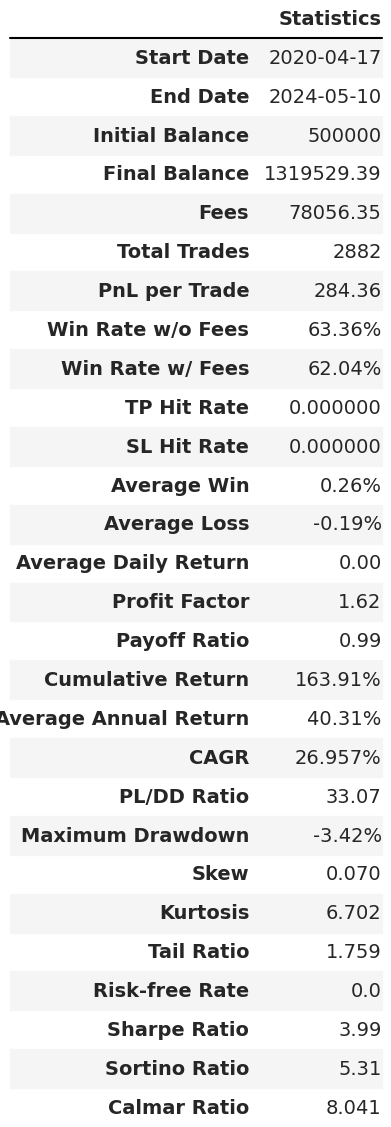 Statistics
Start Date 2020-04-17
End Date 2024-05-10
Initial Balance 500000
Final Balance 1319529.39
Fees 78056.35
Total Trades 2882
PnL per Trade 284.36
Win Rate w/o Fees 63.36%
Win Rate w/ Fees 62.04%
TP Hit Rate 0.000000
SL Hit Rate 0.000000
Average Win 0.26%
Average Loss -0.19%
Average Daily Return 0.00
Profit Factor 1.62
Payoff Ratio 0.99
Cumulative Return 163.91%
Average Annual Return 40.31%
CAGR 26.957%
PL/DD Ratio 33.07
Maximum Drawdown -3.42%
Skew 0.070
Kurtosis 6.702
Tail Ratio 1.759
Risk-free Rate 0.0
Sharpe Ratio 3.99
Sortino Ratio 5.31
Calmar Ratio 8.041